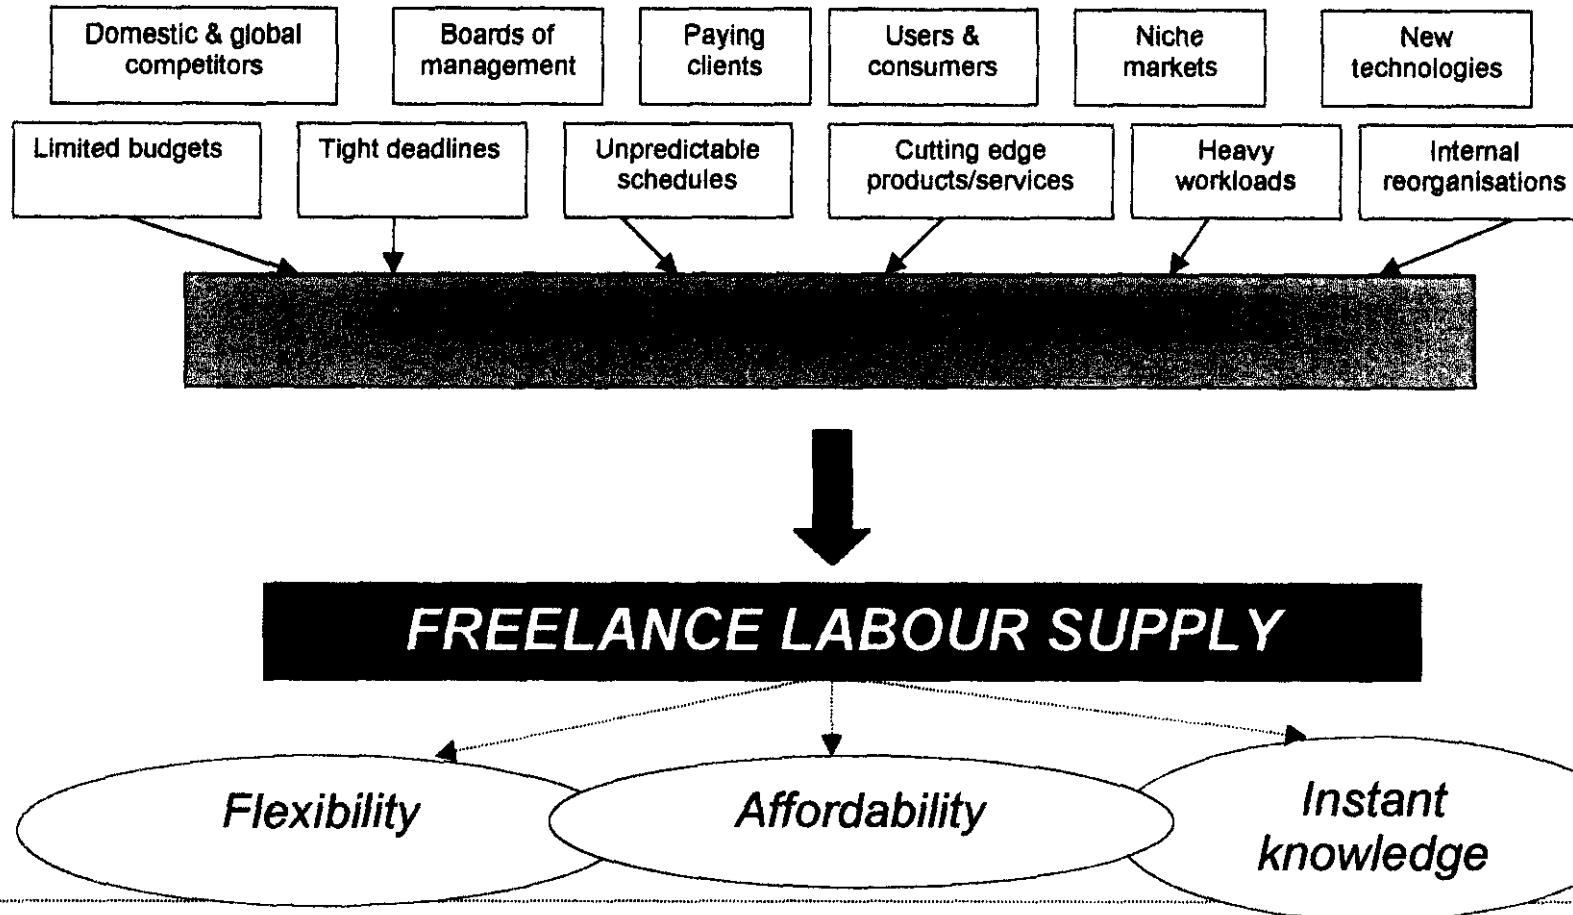 Domestic & global
competitors
Boards of
management
Paying
clients
Users &
consumers
Niche
markets
New
technologies
Limited budgets
Tight deadlines
Unpredictable
schedules
Cutting edge
products/services
Heavy
workloads
Internal
reorganisations
FREELANCE LABOUR SUPPLY
Flexibility
Affordability
Instant
knowledge